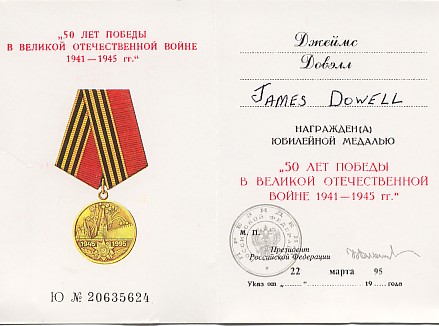 „50 ЛЕТ ПОБЕДЫ
В ВЕЛИКОЙ ОТЕЧЕСТВЕННОЙ ВОЙНЕ
1941—1945 гг.“
1945 1995
Ю № 20635624
Джеймс
Довэлл
JAMES DOWELL
НАГРАЖДЕН(А)
ЮБИЛЕЙНОЙ МЕДАЛЬЮ
„50 ЛЕТ ПОБЕДЫ
В ВЕЛИКОЙ ОТЕЧЕСТВЕННОЙ
ВОЙНЕ 1941—1945 гг.“
М. П.
Президент
Российской Федерации
22 марта 95
Указ от „ “ 19 года